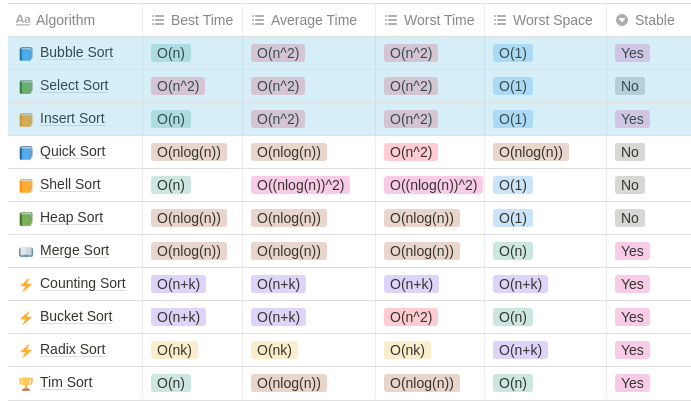 Aa Algorithm Best Time Average Time Worst Time Worst Space Stable
Bubble Sort O(n) O(n^2) O(n^2) O(1) Yes
Select Sort O(n^2) O(n^2) O(n^2) O(1) No
Insert Sort O(n) O(n^2) O(n^2) O(1) Yes
Quick Sort O(nlog(n)) O(nlog(n)) O(n^2) O(nlog(n)) No
Shell Sort O(n) O((nlog(n))^2) O((nlog(n))^2) O(1) No
Heap Sort O(nlog(n)) O(nlog(n)) O(nlog(n)) O(1) No
Merge Sort O(nlog(n)) O(nlog(n)) O(nlog(n)) O(n) Yes
Counting Sort O(n+k) O(n+k) O(n+k) O(n+k) Yes
Bucket Sort O(n+k) O(n+k) O(n^2) O(n) Yes
Radix Sort O(nk) O(nk) O(nk) O(n+k) Yes
Tim Sort O(n) O(nlog(n)) O(nlog(n)) O(n) Yes